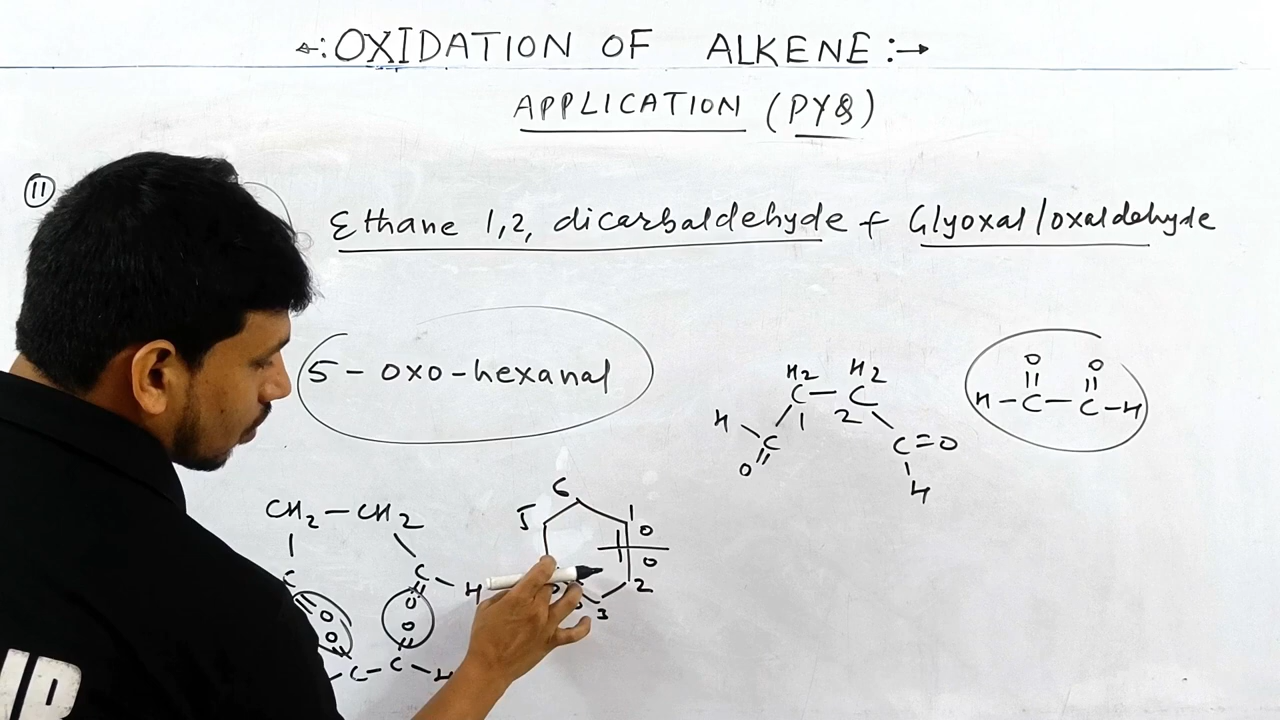 ←: OXIDATION OF ALKENE :→
APPLICATION (PYQ)
11
Ethane 1,2, dicarbaldehyde + Glyoxal/oxaldehyde
5-oxo-hexanal
H2 H2
C — C
1 2
H C C=O
O H
O O
H-C-C-H
CH2-CH2
C C-H
O O
O O
C-C-H
6
5 1 O
O 2
3